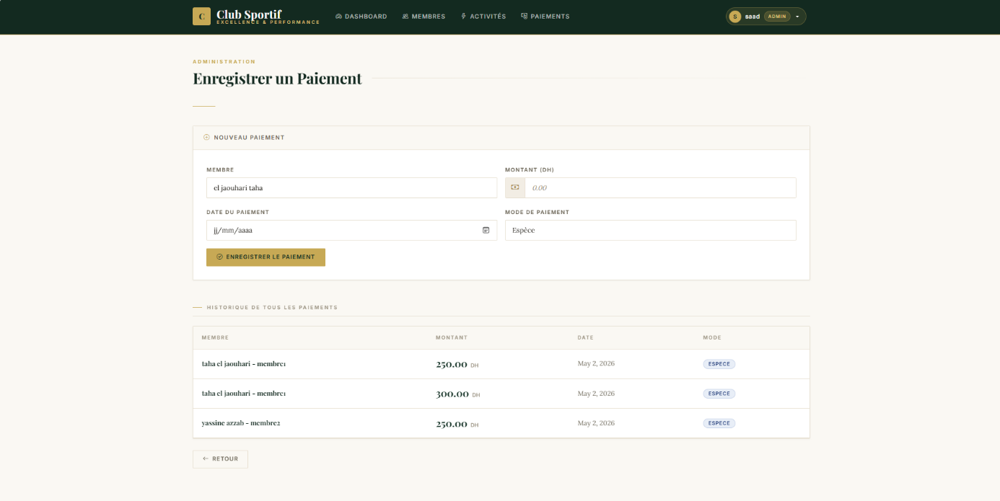 C
Club Sportif
EXCELLENCE & PERFORMANCE
DASHBOARD
MEMBRES
ACTIVITÉS
PAIEMENTS
S saad ADMIN
ADMINISTRATION
Enregistrer un Paiement
NOUVEAU PAIEMENT
MEMBRE
el jaouhari taha
MONTANT (DH)
0.00
DATE DU PAIEMENT
jj/mm/aaaa
MODE DE PAIEMENT
Espèce
ENREGISTRER LE PAIEMENT
HISTORIQUE DE TOUS LES PAIEMENTS
MEMBRE MONTANT DATE MODE
taha el jaouhari - membre1 250.00 DH May 2, 2026 ESPECE
taha el jaouhari - membre1 300.00 DH May 2, 2026 ESPECE
yassine azzab - membre2 250.00 DH May 2, 2026 ESPECE
← RETOUR